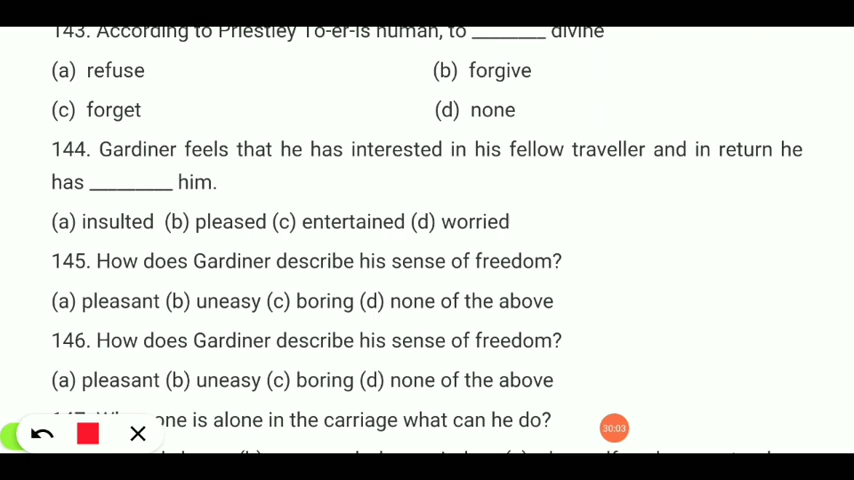 143. According to Priestley To-er-is human, to ________ divine
(a) refuse (b) forgive
(c) forget (d) none
144. Gardiner feels that he has interested in his fellow traveller and in return he
has _________ him.
(a) insulted (b) pleased (c) entertained (d) worried
145. How does Gardiner describe his sense of freedom?
(a) pleasant (b) uneasy (c) boring (d) none of the above
146. How does Gardiner describe his sense of freedom?
(a) pleasant (b) uneasy (c) boring (d) none of the above
one is alone in the carriage what can he do?
30:03